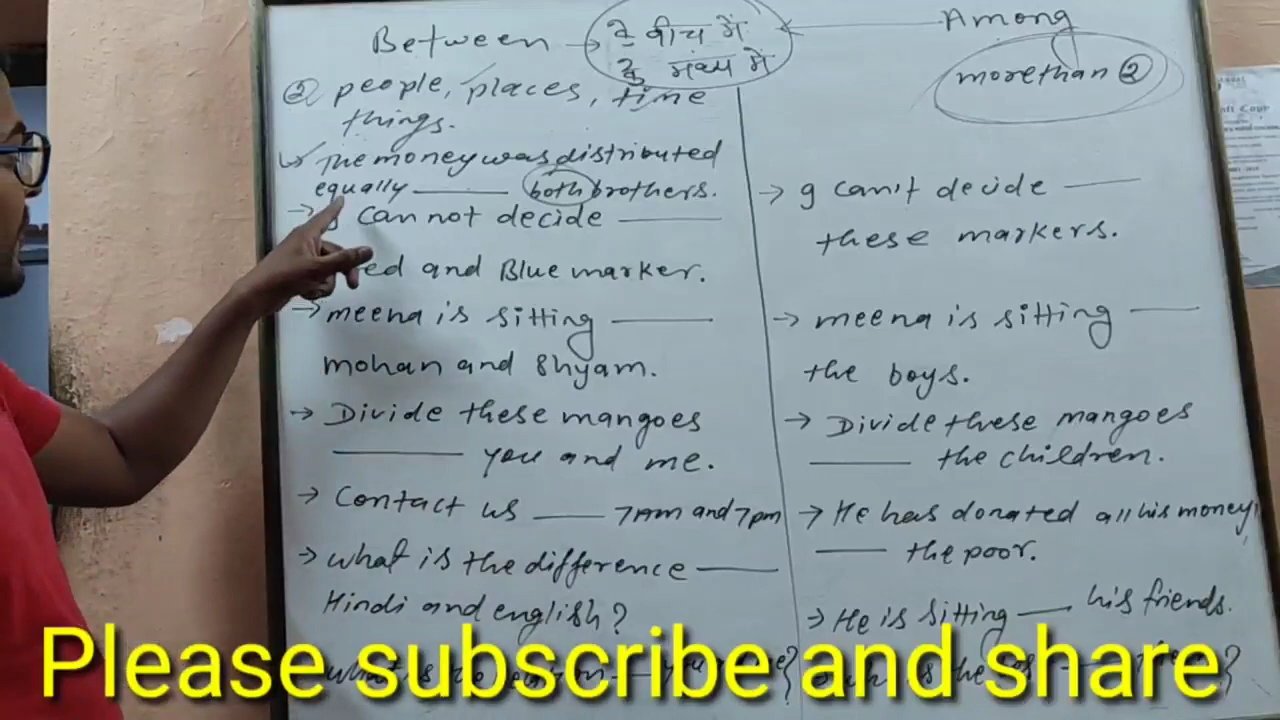 Between → के बीच में ← Among
के मध्य में
morethan ②
② people, places, time
things.
↳ The money was distributed
equally ——— both brothers.
→ I can not decide ———
Red and Blue marker.
→ meena is sitting ———
mohan and Shyam.
→ Divide these mangoes
——— you and me.
→ Contact us ——— 7AM and 7pm
→ what is the difference ———
Hindi and english?
→ I can't decide ———
these markers.
→ meena is sitting ———
the boys.
→ Divide these mangoes
——— the children.
→ He has donated all his money
——— the poor.
→ He is sitting ——— his friends.
Please subscribe and share